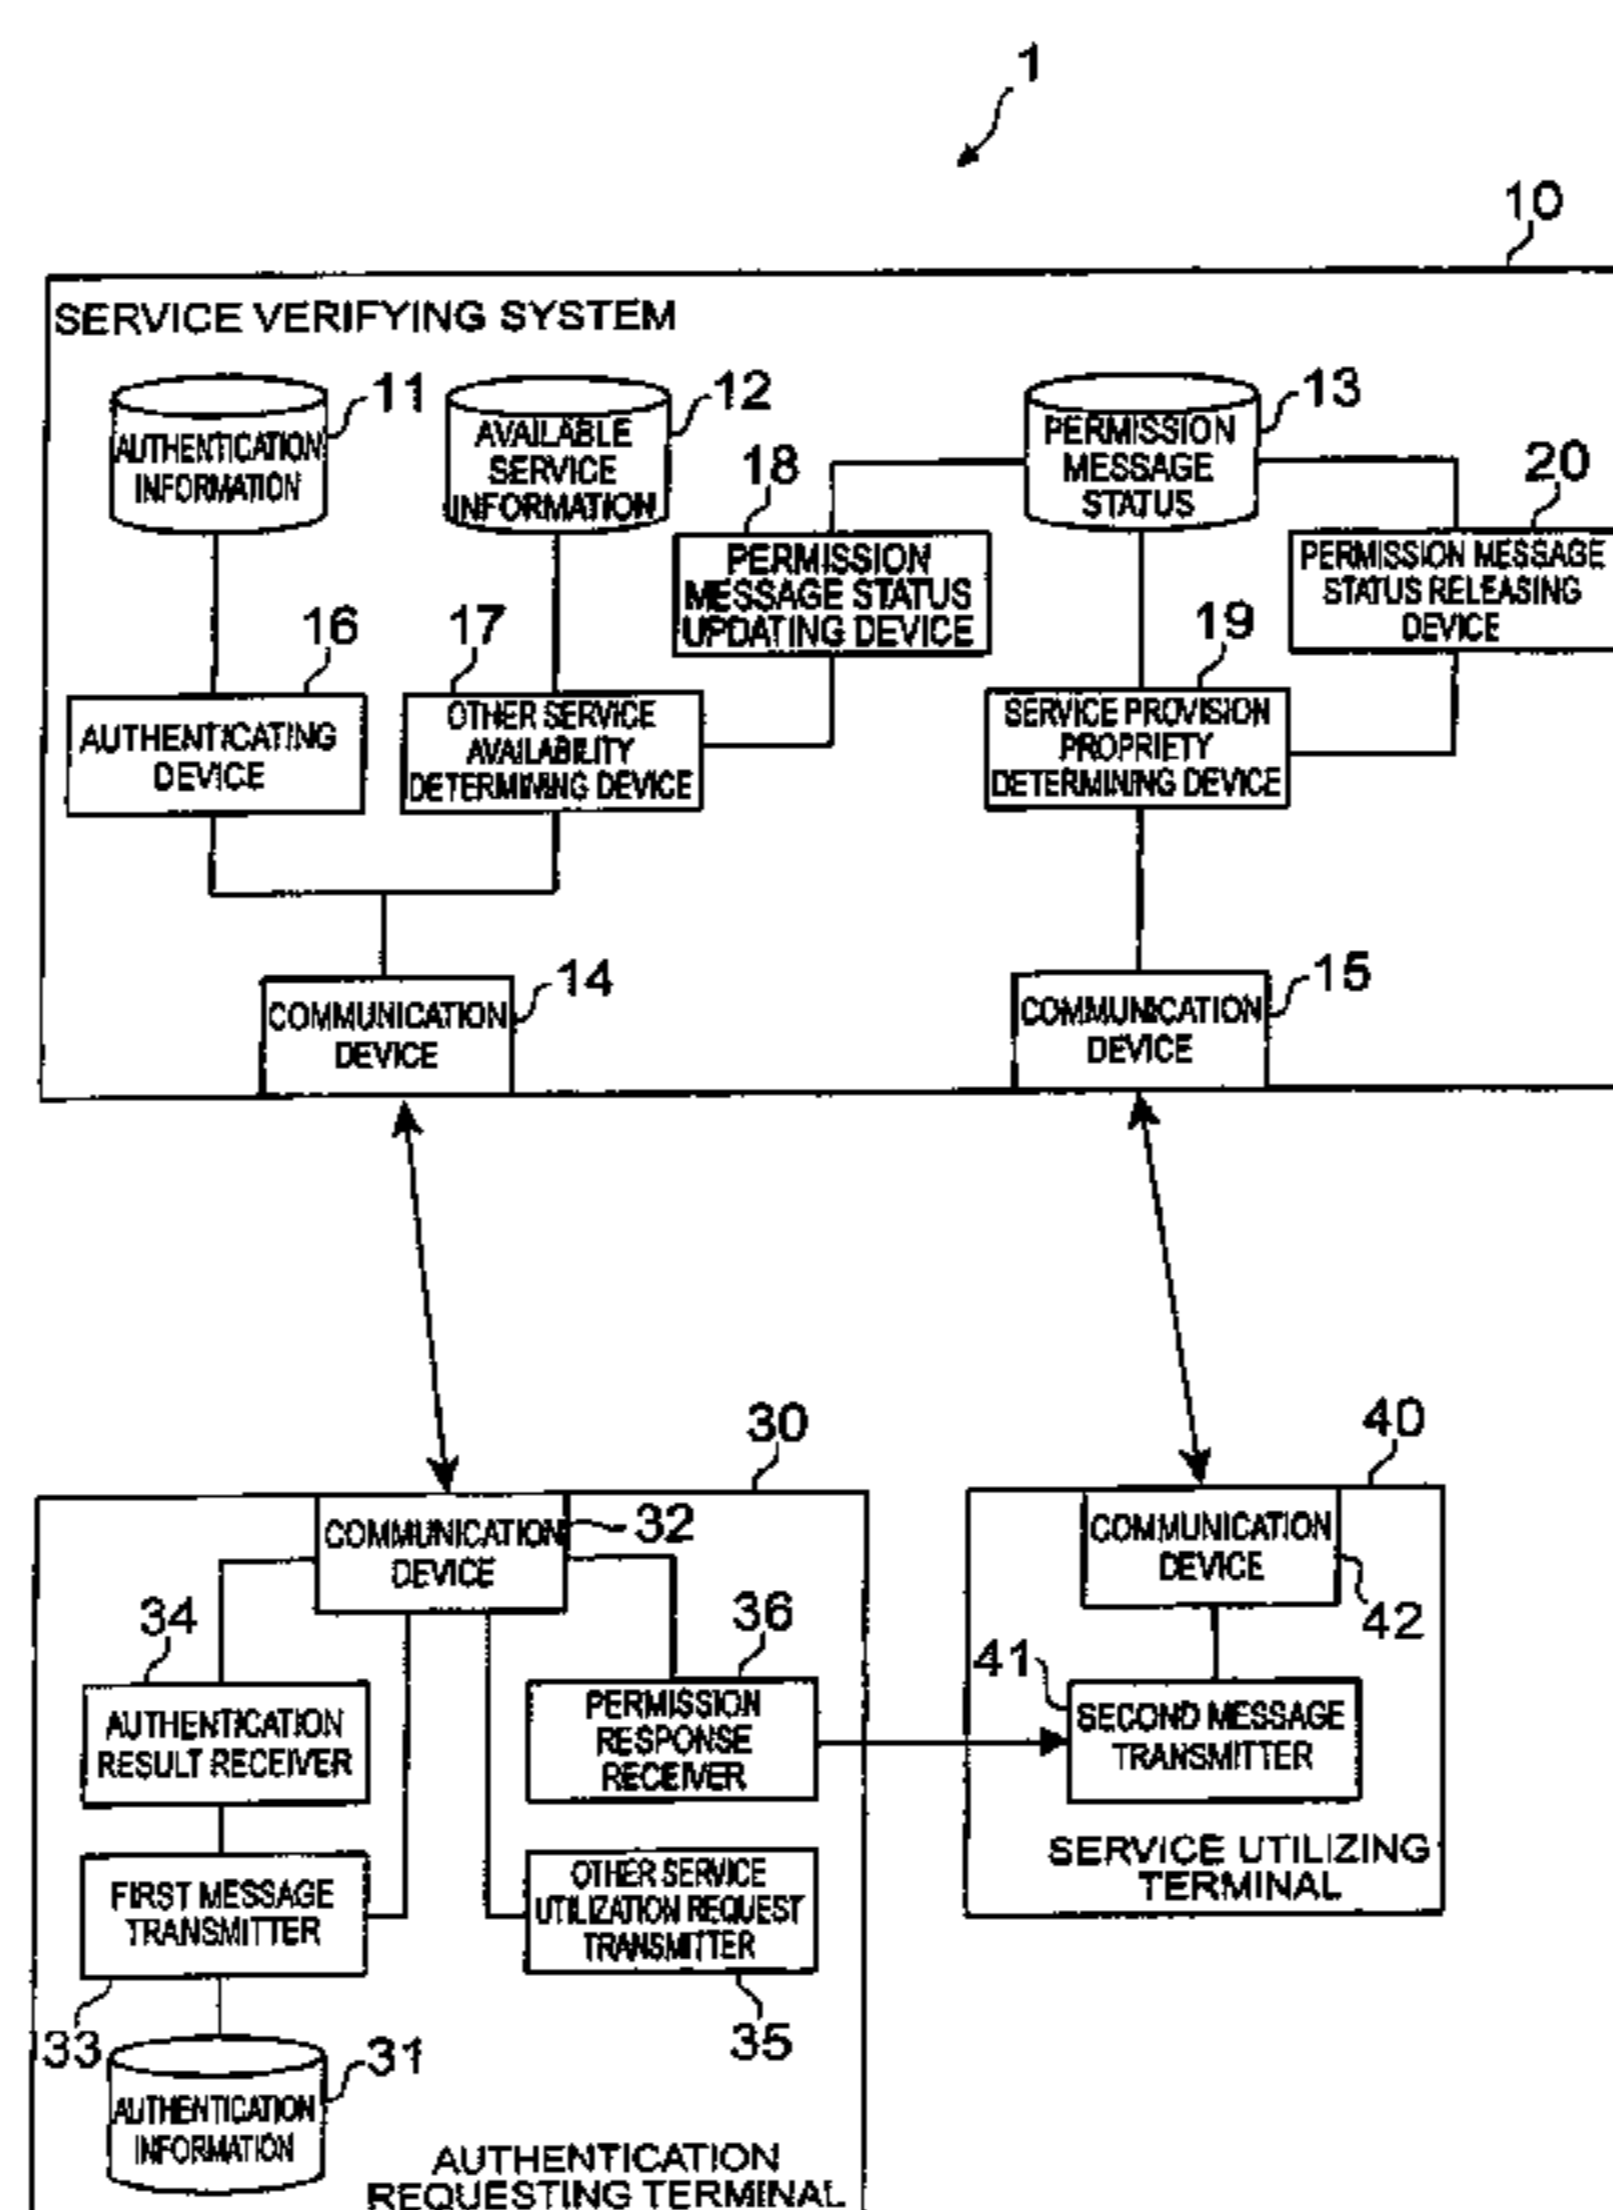 1
10
SERVICE VERIFYING SYSTEM
11
AUTHENTICATION
INFORMATION
12
AVAILABLE
SERVICE
INFORMATION
13
PERMISSION
MESSAGE
STATUS
18
PERMISSION
MESSAGE STATUS
UPDATING DEVICE
20
PERMISSION MESSAGE
STATUS RELEASING
DEVICE
16
AUTHENTICATING
DEVICE
17
OTHER SERVICE
AVAILABILITY
DETERMINING DEVICE
19
SERVICE PROVISION
PROPRIETY
DETERMINING DEVICE
14
COMMUNICATION
DEVICE
15
COMMUNICATION
DEVICE
30
COMMUNICATION
DEVICE
32
34
AUTHENTICATION
RESULT RECEIVER
36
PERMISSION
RESPONSE
RECEIVER
FIRST MESSAGE
TRANSMITTER
33
OTHER SERVICE
UTILIZATION REQUEST
TRANSMITTER
35
31
AUTHENTICATION
INFORMATION
AUTHENTICATION
REQUESTING TERMINAL
40
COMMUNICATION
DEVICE
42
41
SECOND MESSAGE
TRANSMITTER
SERVICE UTILIZING
TERMINAL